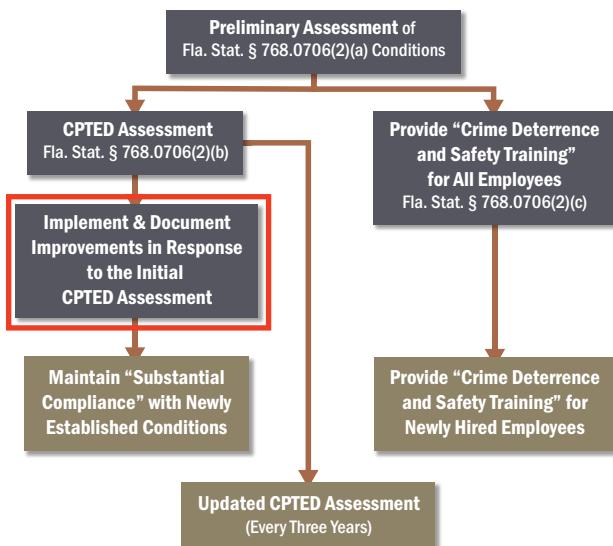 Preliminary Assessment of
Fla. Stat. § 768.0706(2)(a) Conditions
CPTED Assessment
Fla. Stat. § 768.0706(2)(b)
Provide “Crime Deterrence
and Safety Training”
for All Employees
Fla. Stat. § 768.0706(2)(c)
Implement & Document
Improvements in Response
to the Initial
CPTED Assessment
Maintain “Substantial
Compliance” with Newly
Established Conditions
Provide “Crime Deterrence
and Safety Training” for
Newly Hired Employees
Updated CPTED Assessment
(Every Three Years)